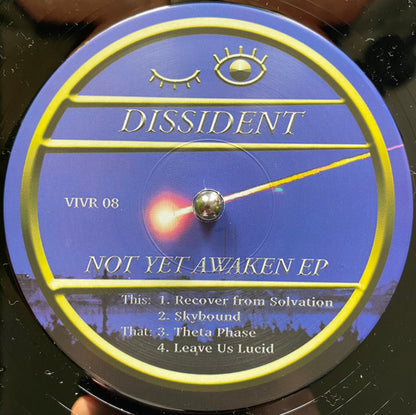 DISSIDENT
VIVR 08
NOT YET AWAKEN EP
This: 1. Recover from Solvation
2. Skybound
That: 3. Theta Phase
4. Leave Us Lucid